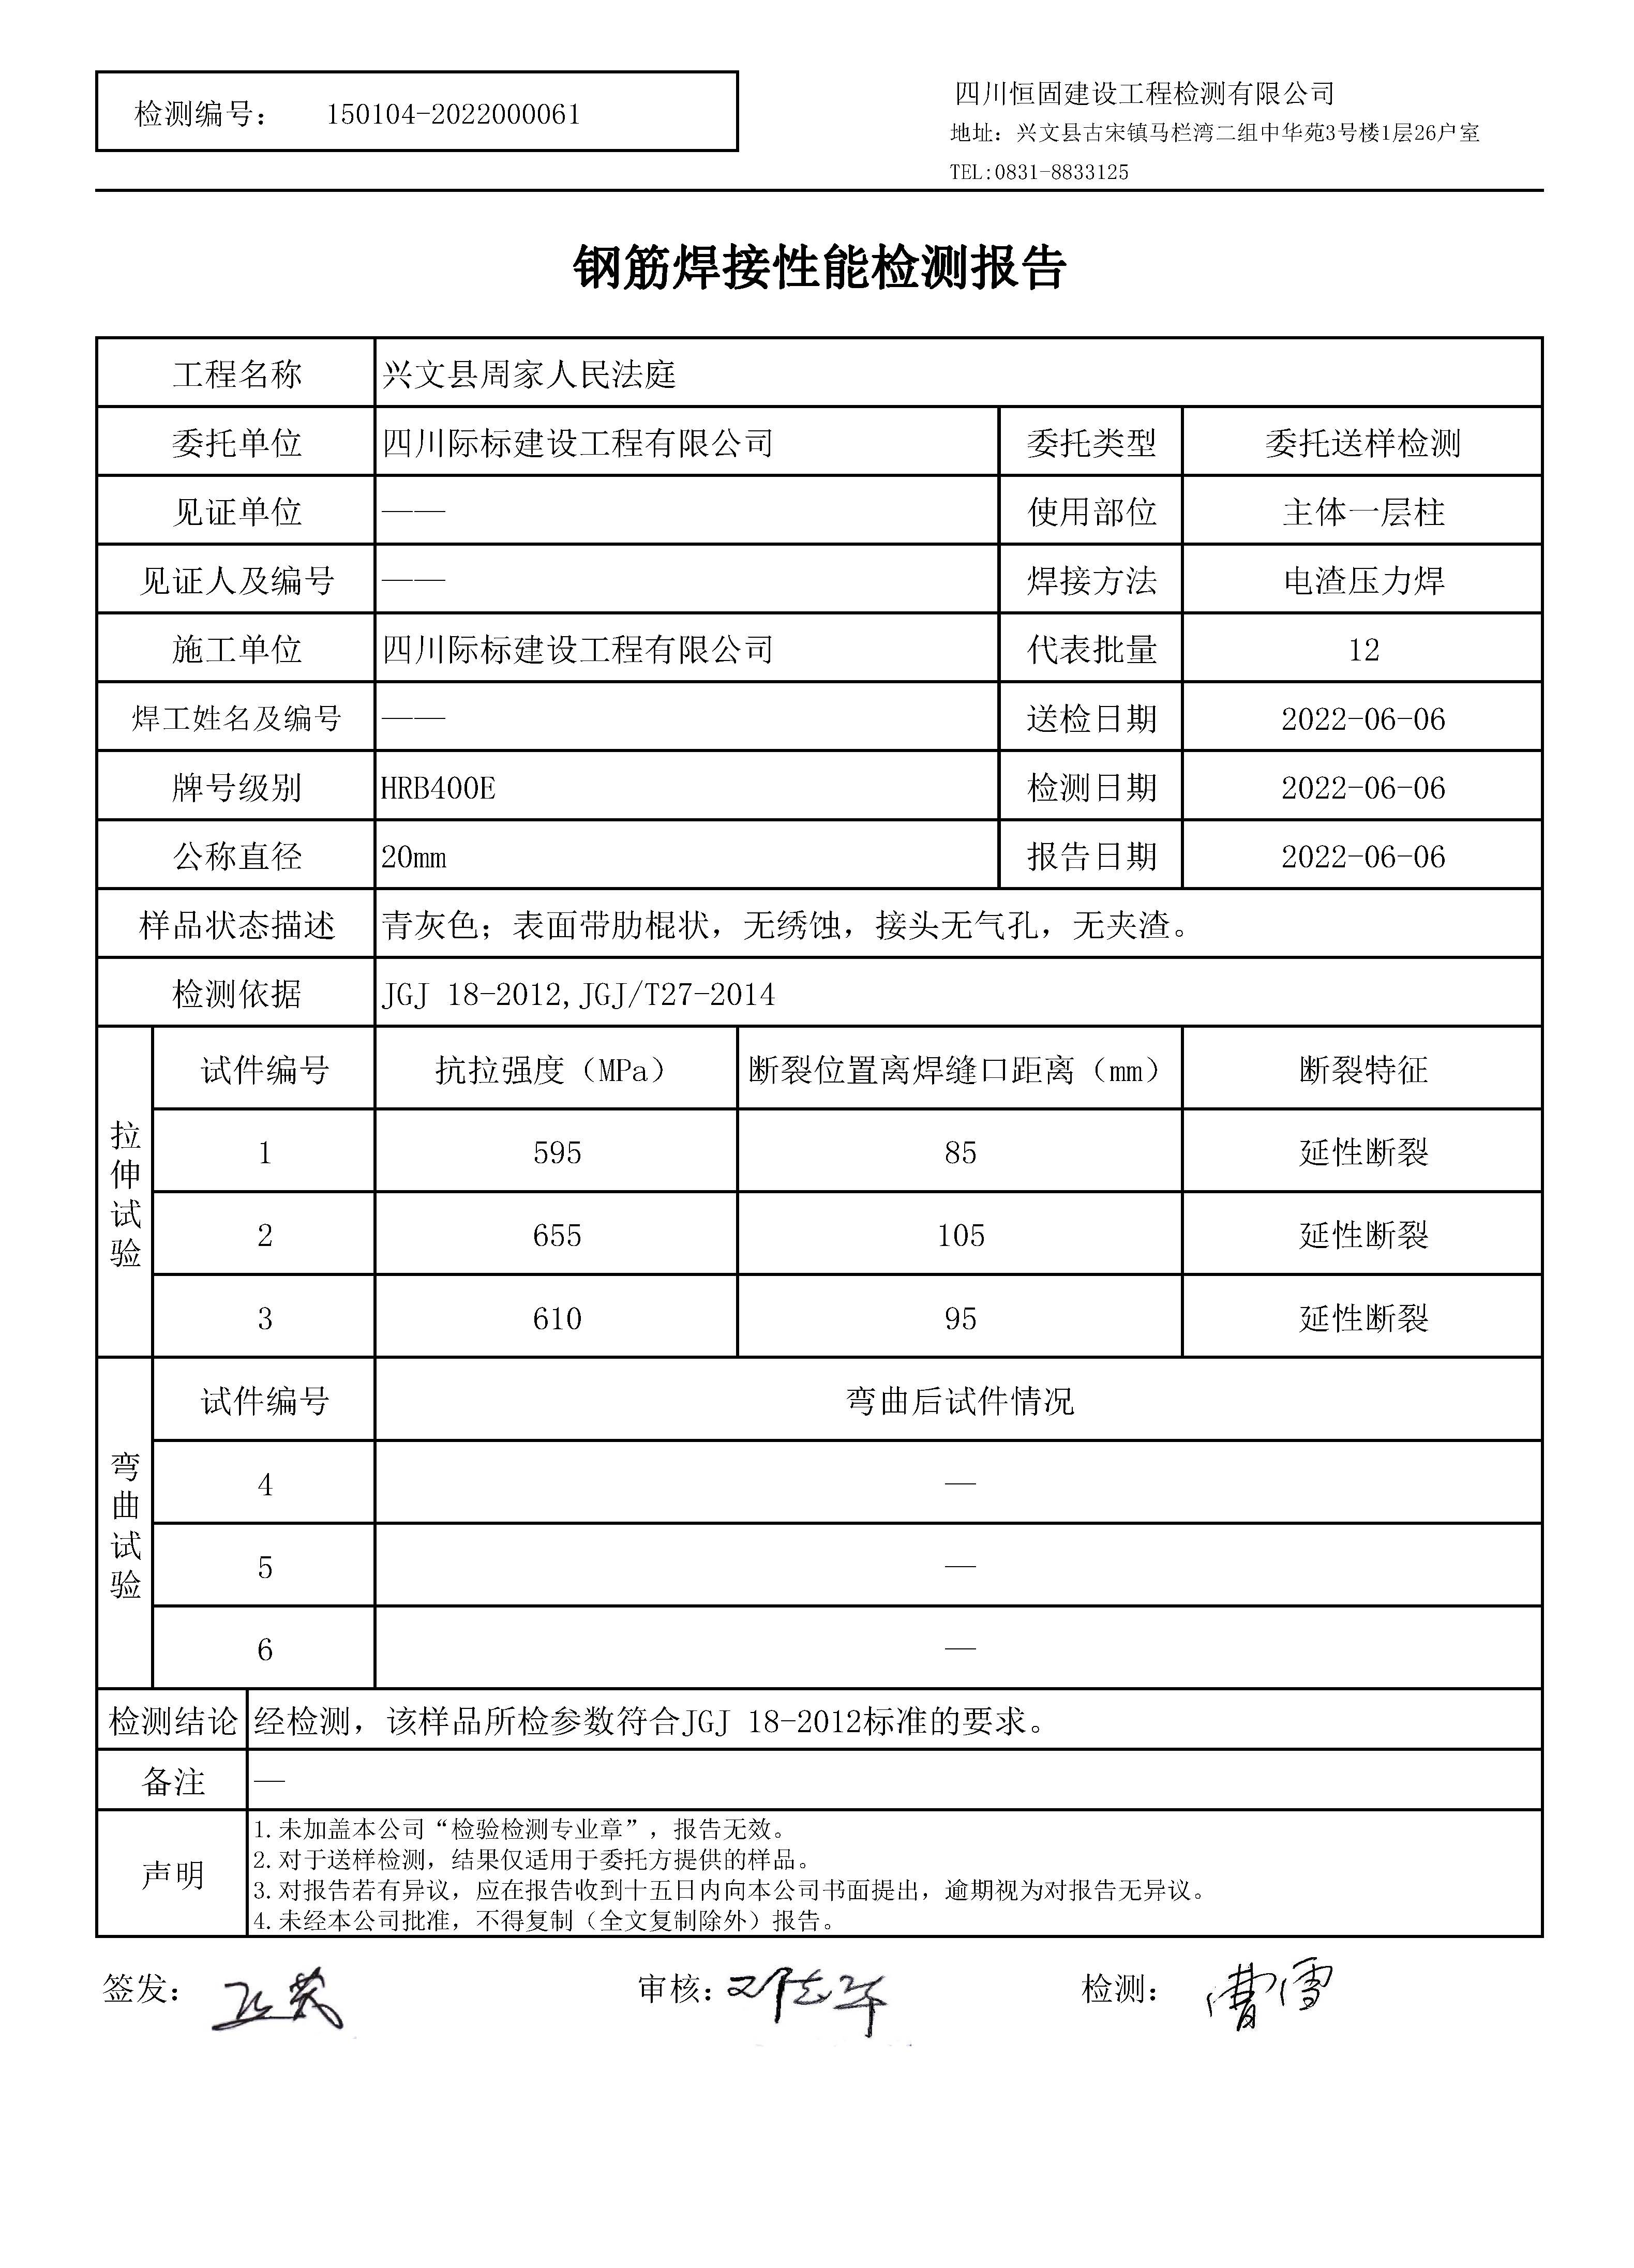 检测编号： 150104-2022000061
四川恒固建设工程检测有限公司
地址：兴文县古宋镇马栏湾二组中华苑3号楼1层26户室
TEL:0831-8833125
钢筋焊接性能检测报告
工程名称 兴文县周家人民法庭
委托单位 四川际标建设工程有限公司 委托类型 委托送样检测
见证单位 —— 使用部位 主体一层柱
见证人及编号 —— 焊接方法 电渣压力焊
施工单位 四川际标建设工程有限公司 代表批量 12
焊工姓名及编号 —— 送检日期 2022-06-06
牌号级别 HRB400E 检测日期 2022-06-06
公称直径 20mm 报告日期 2022-06-06
样品状态描述 青灰色；表面带肋棍状，无绣蚀，接头无气孔，无夹渣。
检测依据 JGJ 18-2012,JGJ/T27-2014
拉伸试验
试件编号 抗拉强度（MPa） 断裂位置离焊缝口距离（mm） 断裂特征
1 595 85 延性断裂
2 655 105 延性断裂
3 610 95 延性断裂
弯曲试验
试件编号 弯曲后试件情况
4 —
5 —
6 —
检测结论 经检测，该样品所检参数符合JGJ 18-2012标准的要求。
备注 —
声明
1.未加盖本公司“检验检测专业章”，报告无效。
2.对于送样检测，结果仅适用于委托方提供的样品。
3.对报告若有异议，应在报告收到十五日内向本公司书面提出，逾期视为对报告无异议。
4.未经本公司批准，不得复制（全文复制除外）报告。
签发： 审核： 检测： 曹雪